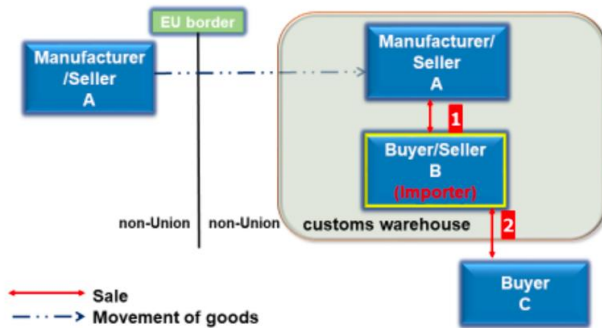 EU border
Manufacturer
/Seller
A
Manufacturer/
Seller
A
1
Buyer/Seller
B
(importer)
non-Union
non-Union
customs warehouse
2
Buyer
C
Sale
Movement of goods